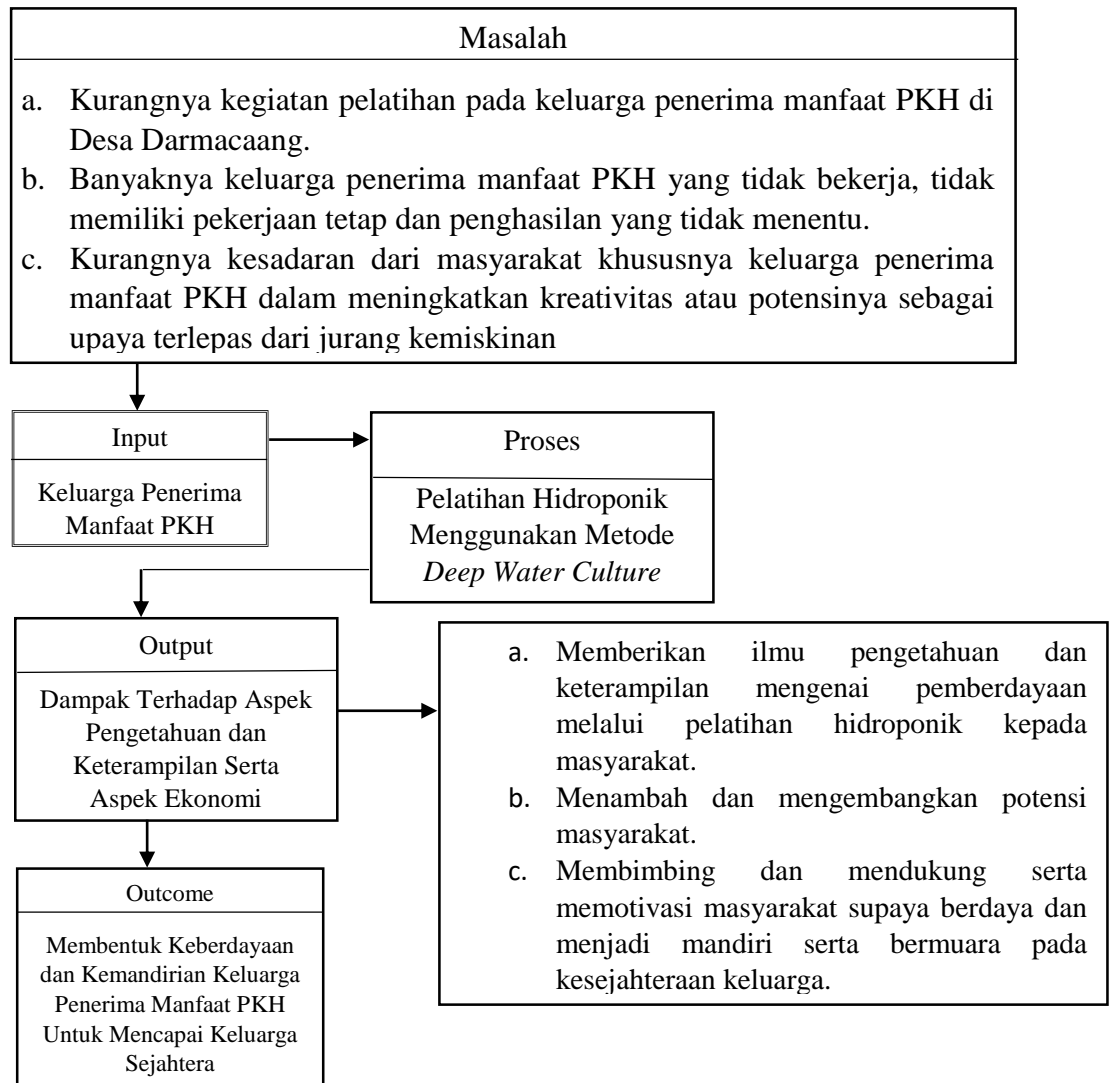 Masalah
a. Kurangnya kegiatan pelatihan pada keluarga penerima manfaat PKH di
Desa Darmacaang.
b. Banyaknya keluarga penerima manfaat PKH yang tidak bekerja, tidak
memiliki pekerjaan tetap dan penghasilan yang tidak menentu.
c. Kurangnya kesadaran dari masyarakat khususnya keluarga penerima
manfaat PKH dalam meningkatkan kreativitas atau potensinya sebagai
upaya terlepas dari jurang kemiskinan
Input
Keluarga Penerima
Manfaat PKH
Proses
Pelatihan Hidroponik
Menggunakan Metode
Deep Water Culture
Output
Dampak Terhadap Aspek
Pengetahuan dan
Keterampilan Serta
Aspek Ekonomi
a. Memberikan ilmu pengetahuan dan
keterampilan mengenai pemberdayaan
melalui pelatihan hidroponik kepada
masyarakat.
b. Menambah dan mengembangkan potensi
masyarakat.
c. Membimbing dan mendukung serta
memotivasi masyarakat supaya berdaya dan
menjadi mandiri serta bermuara pada
kesejahteraan keluarga.
Outcome
Membentuk Keberdayaan
dan Kemandirian Keluarga
Penerima Manfaat PKH
Untuk Mencapai Keluarga
Sejahtera